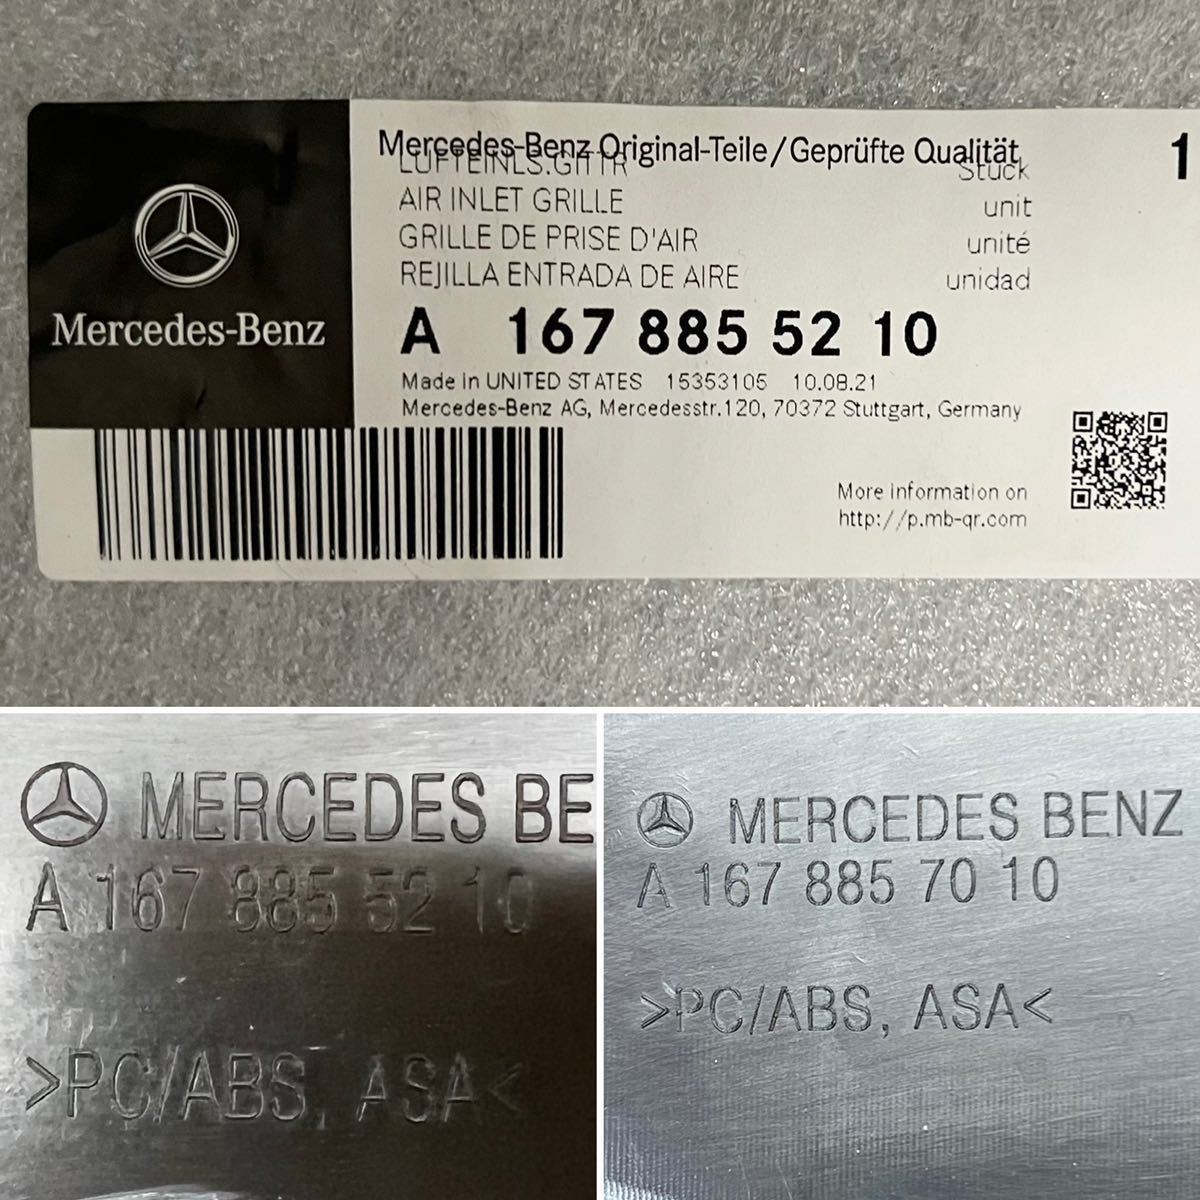 Mercedes-Benz Original-Teile/Geprüfte Qualität 1
LUFTEINLS.GITTR Stück
AIR INLET GRILLE unit
GRILLE DE PRISE D'AIR unité
REJILLA ENTRADA DE AIRE unidad
Mercedes-Benz
A 167 885 52 10
Made in UNITED STATES 15353105 10.08.21
Mercedes-Benz AG, Mercedesstr.120, 70372 Stuttgart, Germany
More information on
http://p.mb-qr.com
MERCEDES BE
A 167 885 52 10
>PC/ABS, ASA<
MERCEDES BENZ
A 167 885 70 10
>PC/ABS, ASA<